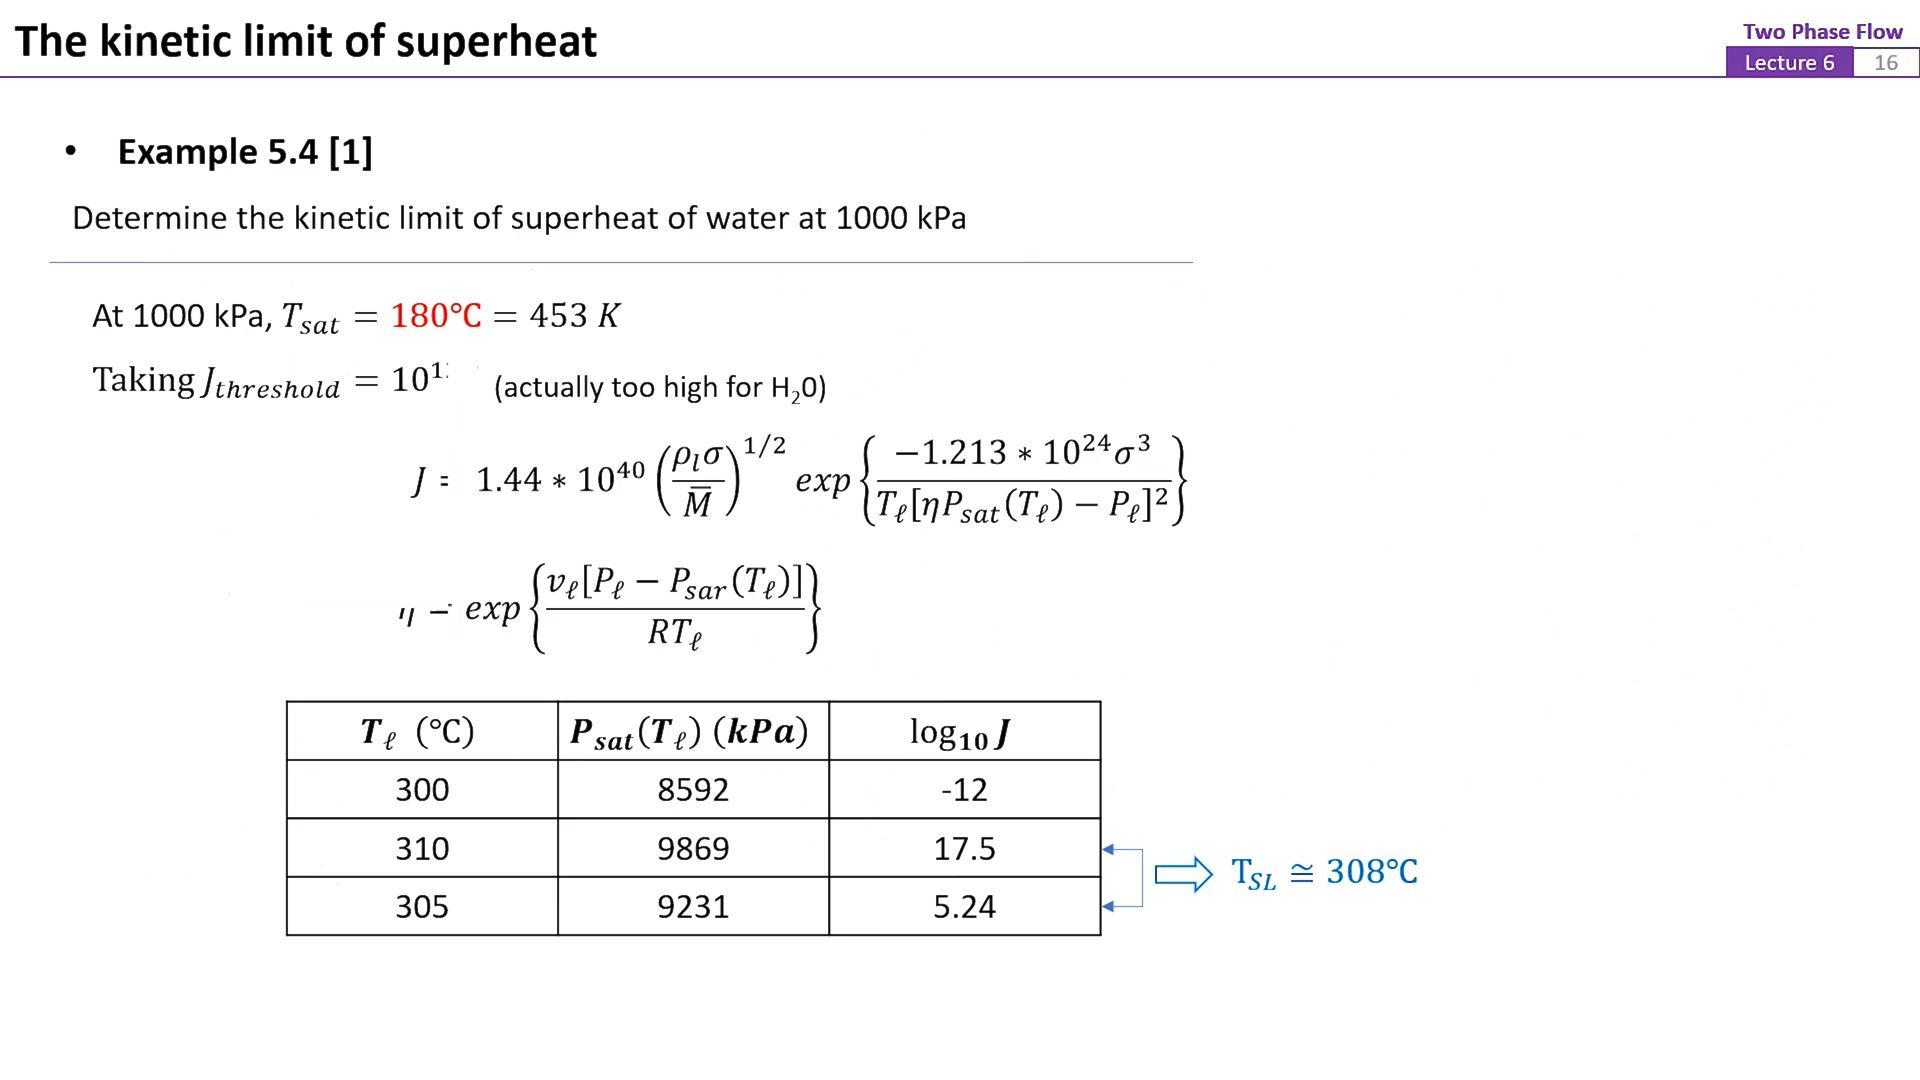 The kinetic limit of superheat
Two Phase Flow
Lecture 6 16
• Example 5.4 [1]
Determine the kinetic limit of superheat of water at 1000 kPa
At 1000 kPa, T_sat = 180°C = 453 K
Taking J_threshold = (actually too high for H₂0)
J = 1.44 * 10^40 (ρ_l σ / M̅)^1/2 exp { −1.213 * 10^24 σ^3 / T_ℓ[ηP_sat(T_ℓ) − P_ℓ]^2 }
exp { v_ℓ[P_ℓ − P_sar(T_ℓ)] / RT_ℓ }
T_ℓ (°C) P_sat(T_ℓ) (kPa) log₁₀ J
300 8592 -12
310 9869 17.5
305 9231 5.24
T_SL ≅ 308°C